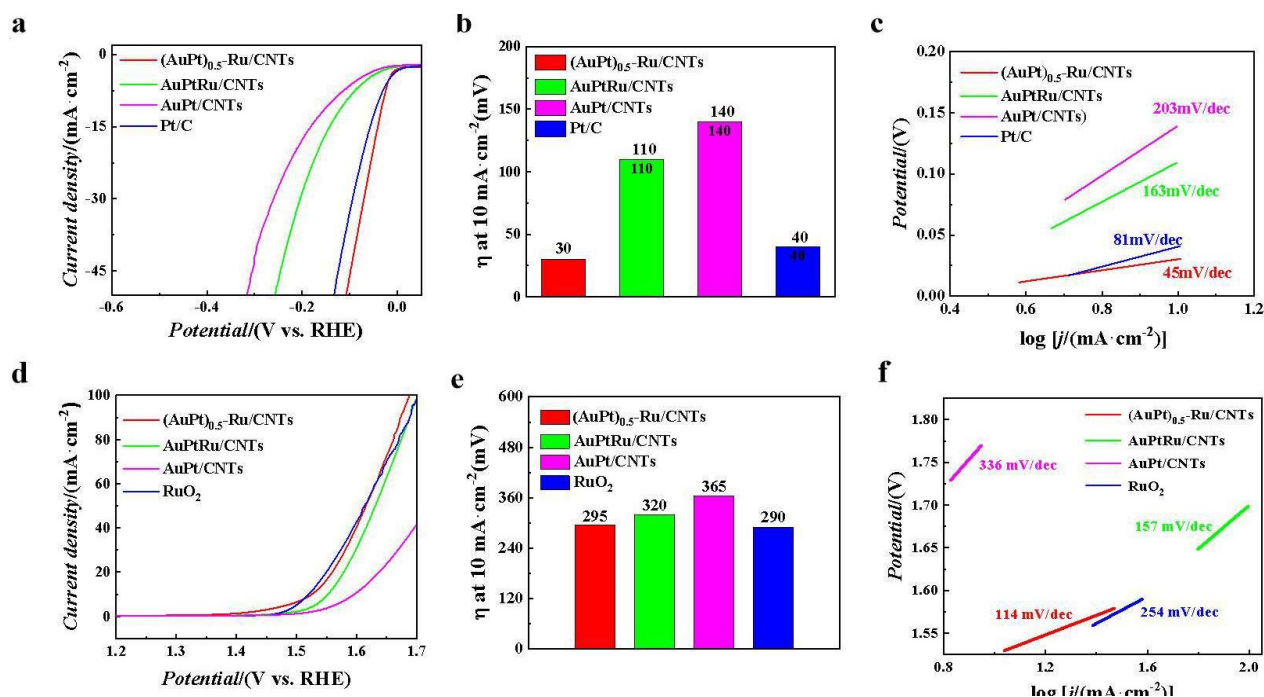 a
Current density/(mA·cm-2)
0
-15
-30
-45
(AuPt)0.5-Ru/CNTs
AuPtRu/CNTs
AuPt/CNTs
Pt/C
-0.6
-0.4
-0.2
0.0
Potential/(V vs. RHE)
b
η at 10 mA·cm-2(mV)
200
150
100
50
0
(AuPt)0.5-Ru/CNTs
AuPtRu/CNTs
AuPt/CNTs
Pt/C
30
110
110
140
140
40
40
c
Potential/(V)
0.20
0.15
0.10
0.05
0.00
(AuPt)0.5-Ru/CNTs
AuPtRu/CNTs
AuPt/CNTs)
Pt/C
203mV/dec
163mV/dec
81mV/dec
45mV/dec
0.4
0.6
0.8
1.0
1.2
log [j/(mA·cm-2)]
d
Current density/(mA·cm-2)
100
80
60
40
20
0
(AuPt)0.5-Ru/CNTs
AuPtRu/CNTs
AuPt/CNTs
RuO2
1.2
1.3
1.4
1.5
1.6
1.7
Potential/(V vs. RHE)
e
η at 10 mA·cm-2(mV)
600
480
360
240
120
0
(AuPt)0.5-Ru/CNTs
AuPtRu/CNTs
AuPt/CNTs
RuO2
295
320
365
290
f
Potential/(V)
1.80
1.75
1.70
1.65
1.60
1.55
(AuPt)0.5-Ru/CNTs
AuPtRu/CNTs
AuPt/CNTs
RuO2
336 mV/dec
157 mV/dec
114 mV/dec
254 mV/dec
0.8
1.2
1.6
2.0
log [j/(mA·cm-2)]